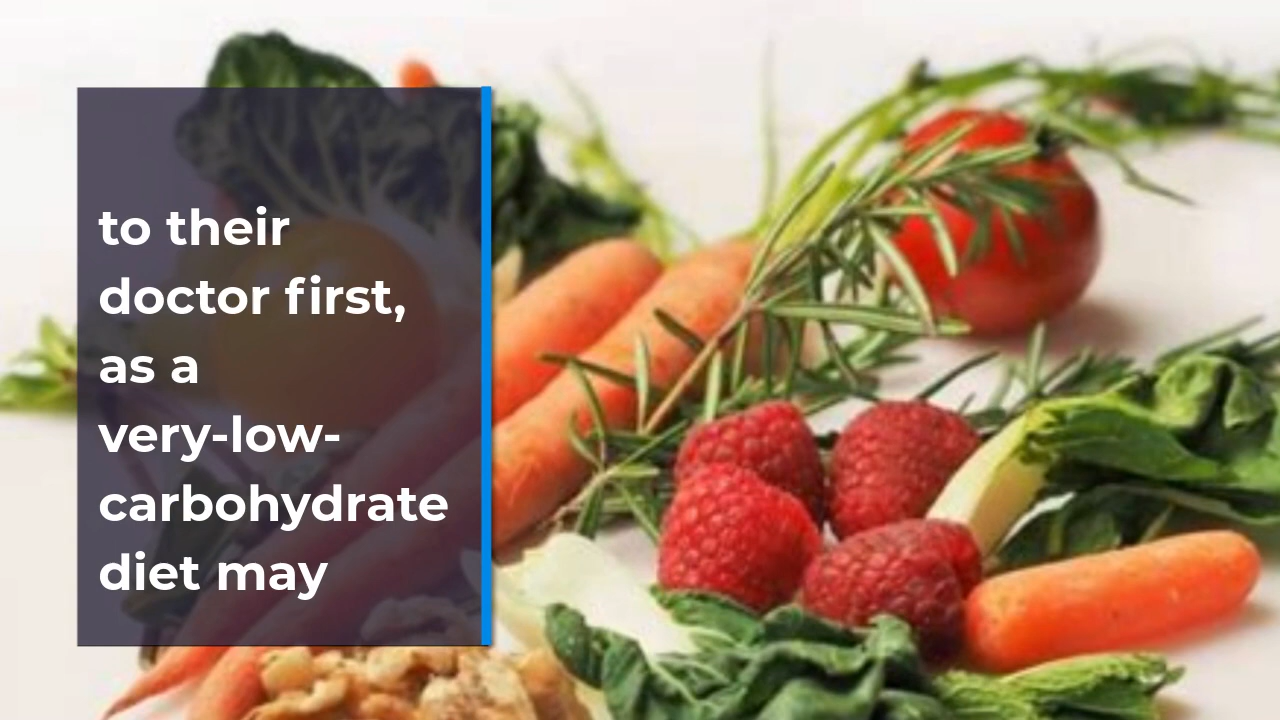 to their
doctor first,
as a
very-low-
carbohydrate
diet may